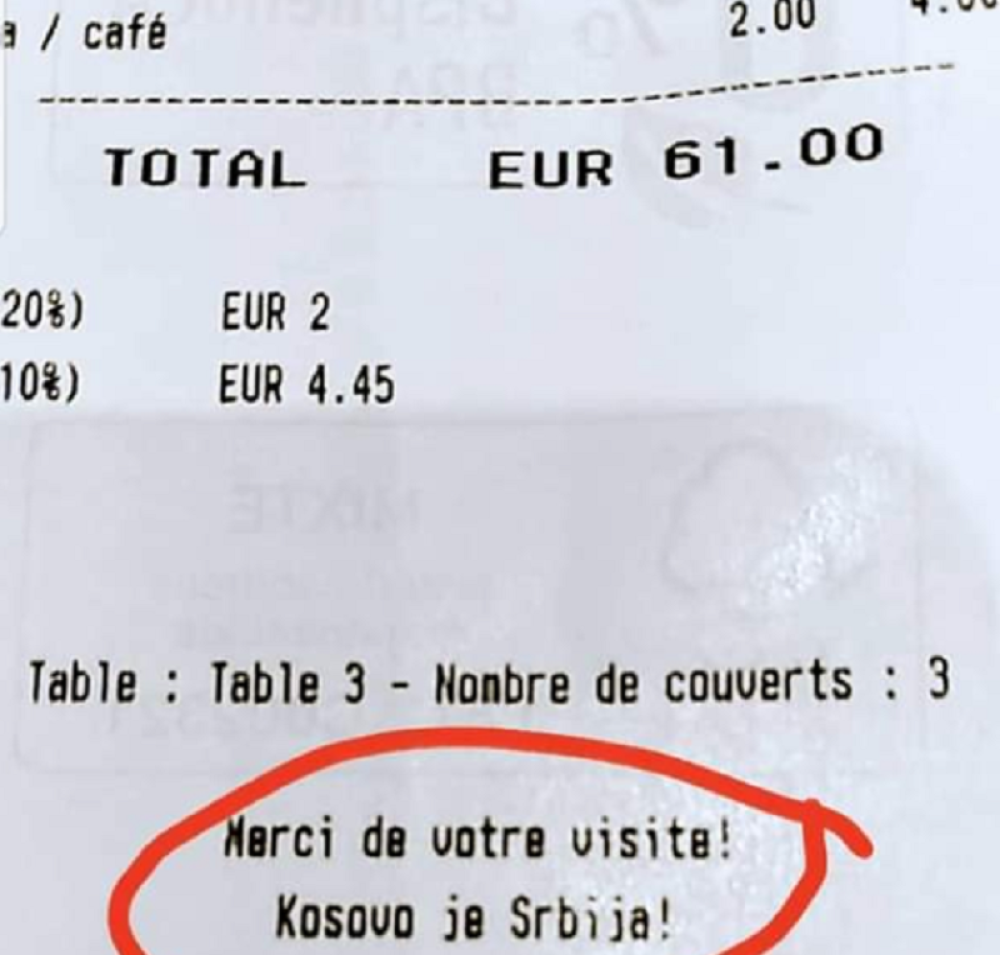 a / café 2.00
TOTAL EUR 61.00
20%) EUR 2
10%) EUR 4.45
MIXTE
Table : Table 3 - Nombre de couverts : 3
Merci de votre visite!
Kosovo je Srbija!